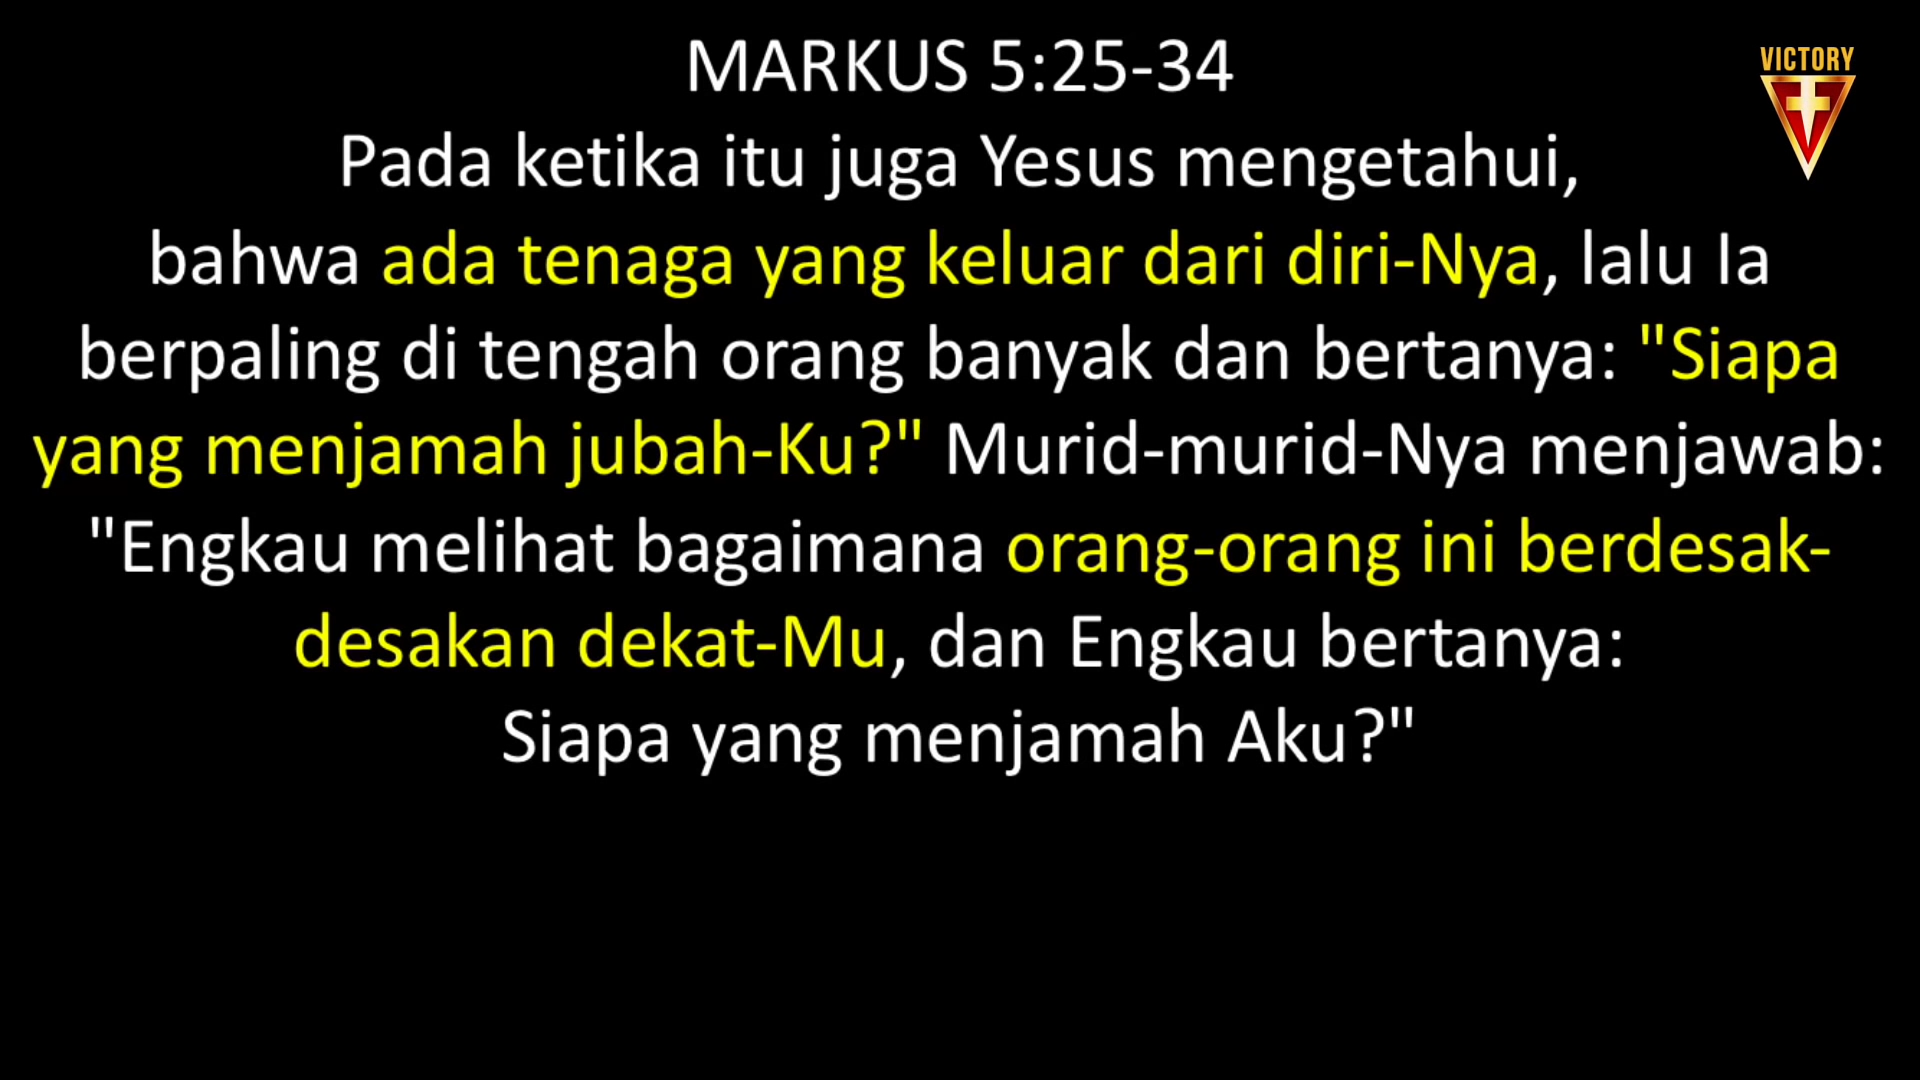 MARKUS 5:25-34
VICTORY
Pada ketika itu juga Yesus mengetahui,
bahwa ada tenaga yang keluar dari diri-Nya, lalu Ia
berpaling di tengah orang banyak dan bertanya: "Siapa
yang menjamah jubah-Ku?" Murid-murid-Nya menjawab:
"Engkau melihat bagaimana orang-orang ini berdesak-
desakan dekat-Mu, dan Engkau bertanya:
Siapa yang menjamah Aku?"